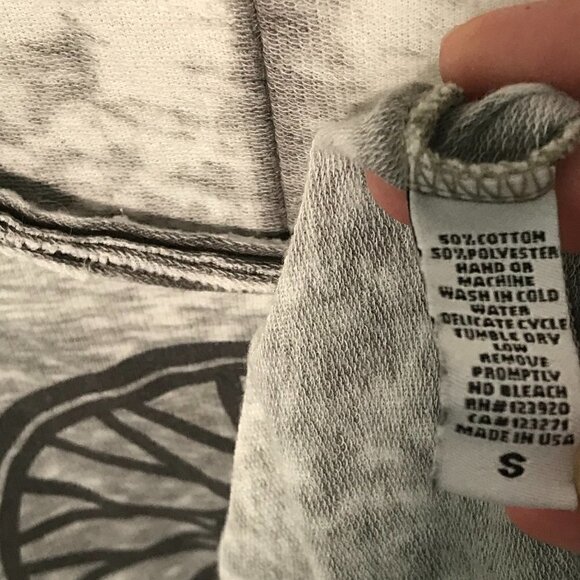 50% COTTON
50% POLYESTER
HAND OR
MACHINE
WASH IN COLD
WATER
DELICATE CYCLE
TUMBLE DRY
LOW
REMOVE
PROMPTLY
NO BLEACH
RN#123920
CA#123271
MADE IN USA
S